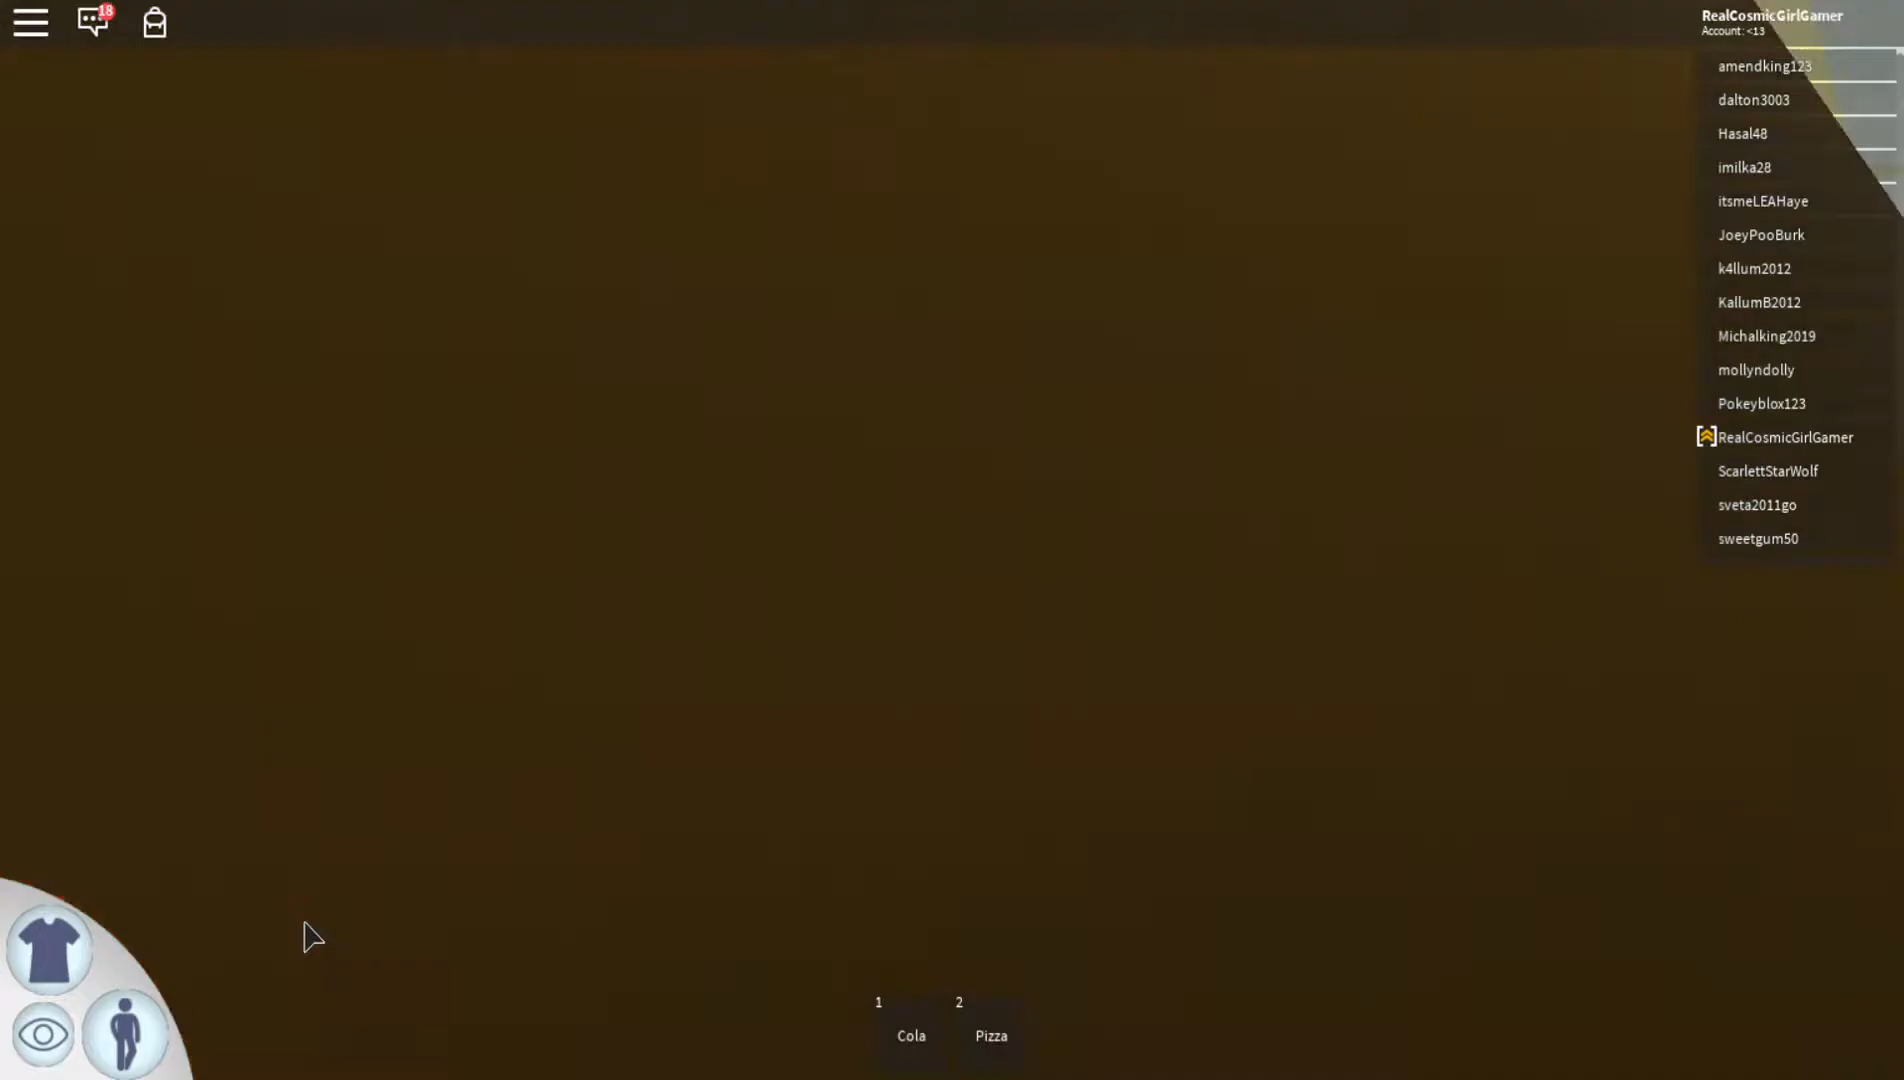 18
RealCosmicGirlGamer
Account: <13
amendking123
dalton3003
Hasal48
imilka28
itsmeLEAHaye
JoeyPooBurk
k4llum2012
KallumB2012
Michalking2019
mollyndolly
Pokeyblox123
RealCosmicGirlGamer
ScarlettStarWolf
sveta2011go
sweetgum50
1
2
Cola
Pizza